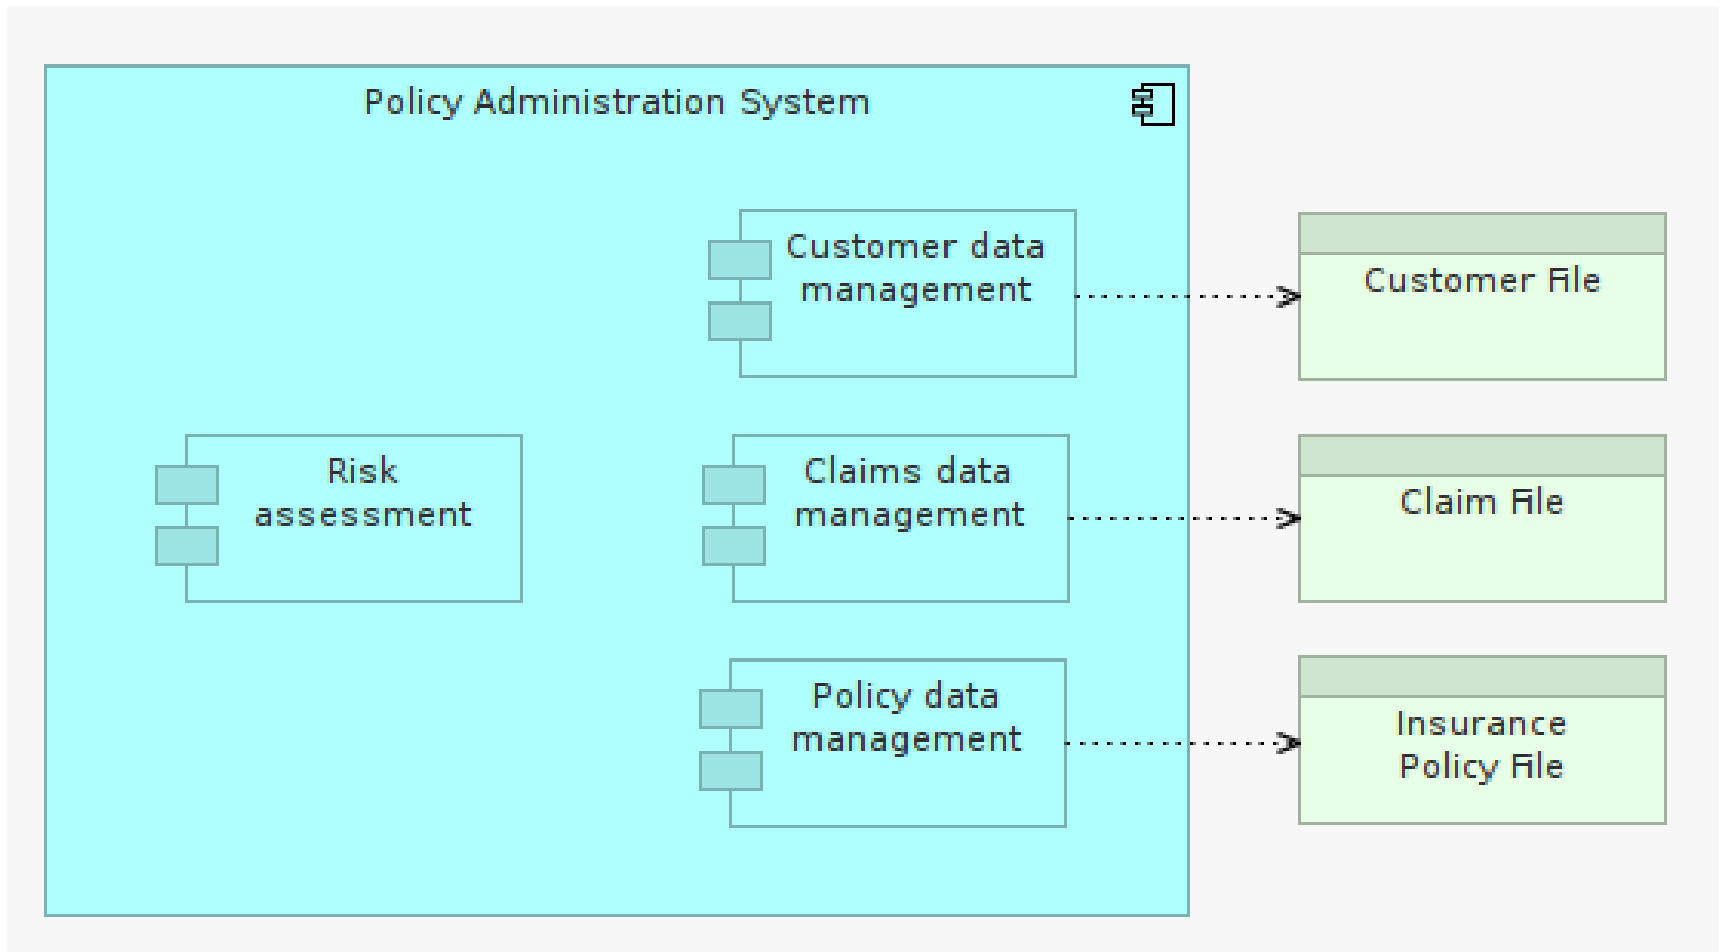 Policy Administration System
Customer data
management
Customer File
Risk
assessment
Claims data
management
Claim File
Policy data
management
Insurance
Policy File